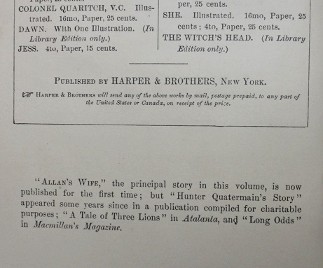 Paper, 25 cents.
COLONEL QUARITCH, V.C. Illus-
trated. 16mo, Paper, 25 cents.
DAWN. With One Illustration. (In
Library Edition only.)
JESS. 4to, Paper, 15 cents.
per, 25 cents.
SHE. Illustrated. 16mo, Paper, 25
cents; 4to, Paper, 25 cents.
THE WITCH'S HEAD. (In Library
Edition only.)
PUBLISHED BY HARPER & BROTHERS, NEW YORK.
☞ HARPER & BROTHERS will send any of the above works by mail, postage prepaid, to any part
of the United States or Canada, on receipt of the price.
"ALLAN'S WIFE," the principal story in this volume, is now
published for the first time; but "Hunter Quatermain's Story"
appeared some years since in a publication compiled for charitable
purposes; "A Tale of Three Lions" in Atalanta, and "Long Odds"
in Macmillan's Magazine.